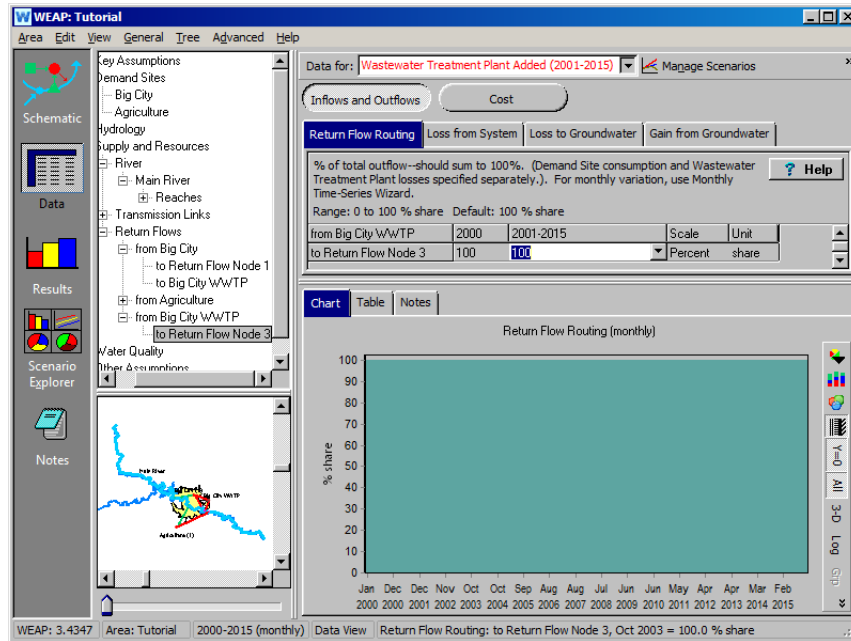 WEAP: Tutorial
Area Edit View General Tree Advanced Help
Schematic
Data
Results
Scenario
Explorer
Notes
Key Assumptions
Demand Sites
Big City
Agriculture
Hydrology
Supply and Resources
River
Main River
Reaches
Transmission Links
Return Flows
from Big City
to Return Flow Node 1
to Big City WWTP
from Agriculture
from Big City WWTP
to Return Flow Node 3
Water Quality
Other Assumptions
Main River
Big City WWTP
Agriculture (1)
Data for: Wastewater Treatment Plant Added (2001-2015) Manage Scenarios »
Inflows and Outflows Cost
Return Flow Routing Loss from System Loss to Groundwater Gain from Groundwater
% of total outflow--should sum to 100%. (Demand Site consumption and Wastewater
Treatment Plant losses specified separately.). For monthly variation, use Monthly
Time-Series Wizard.
? Help
Range: 0 to 100 % share Default: 100 % share
from Big City WWTP 2000 2001-2015 Scale Unit
to Return Flow Node 3 100 100 Percent share
Chart Table Notes
Return Flow Routing (monthly)
% share
100
90
80
70
60
50
40
30
20
10
0
Jan Dec Dec Nov Oct Oct Sep Aug Aug Jul Jun Jun May Apr Apr Mar Feb
2000 2000 2001 2002 2003 2004 2005 2006 2007 2008 2009 2010 2011 2012 2013 2014 2015
Y=0
All
3-D
Log
Grp
WEAP: 3.4347 Area: Tutorial 2000-2015 (monthly) Data View Return Flow Routing: to Return Flow Node 3, Oct 2003 = 100.0 % share